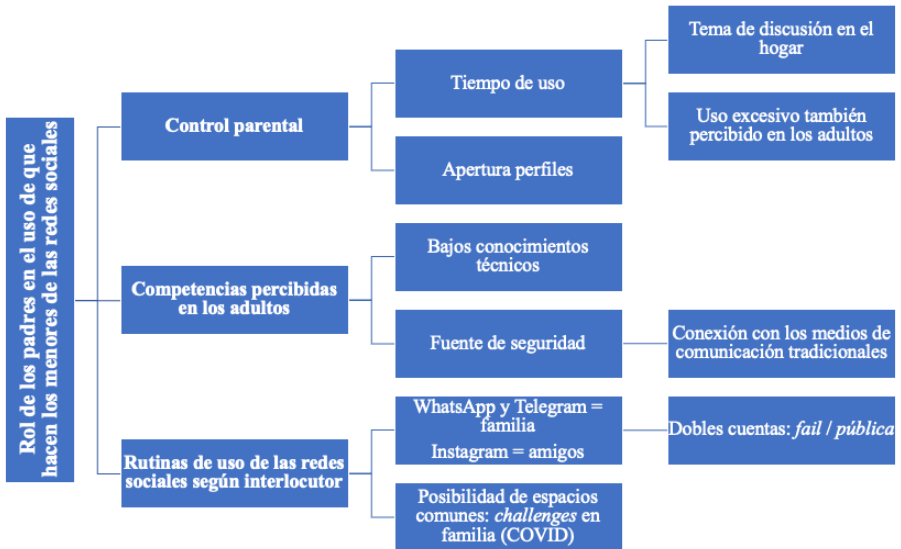 Rol de los padres en el uso de que
hacen los menores de las redes sociales
Control parental
Tiempo de uso
Tema de discusión en el
hogar
Uso excesivo también
percibido en los adultos
Apertura perfiles
Competencias percibidas
en los adultos
Bajos conocimientos
técnicos
Fuente de seguridad
Conexión con los medios de
comunicación tradicionales
Rutinas de uso de las redes
sociales según interlocutor
WhatsApp y Telegram =
familia
Instagram = amigos
Dobles cuentas: fail / pública
Posibilidad de espacios
comunes: challenges en
familia (COVID)